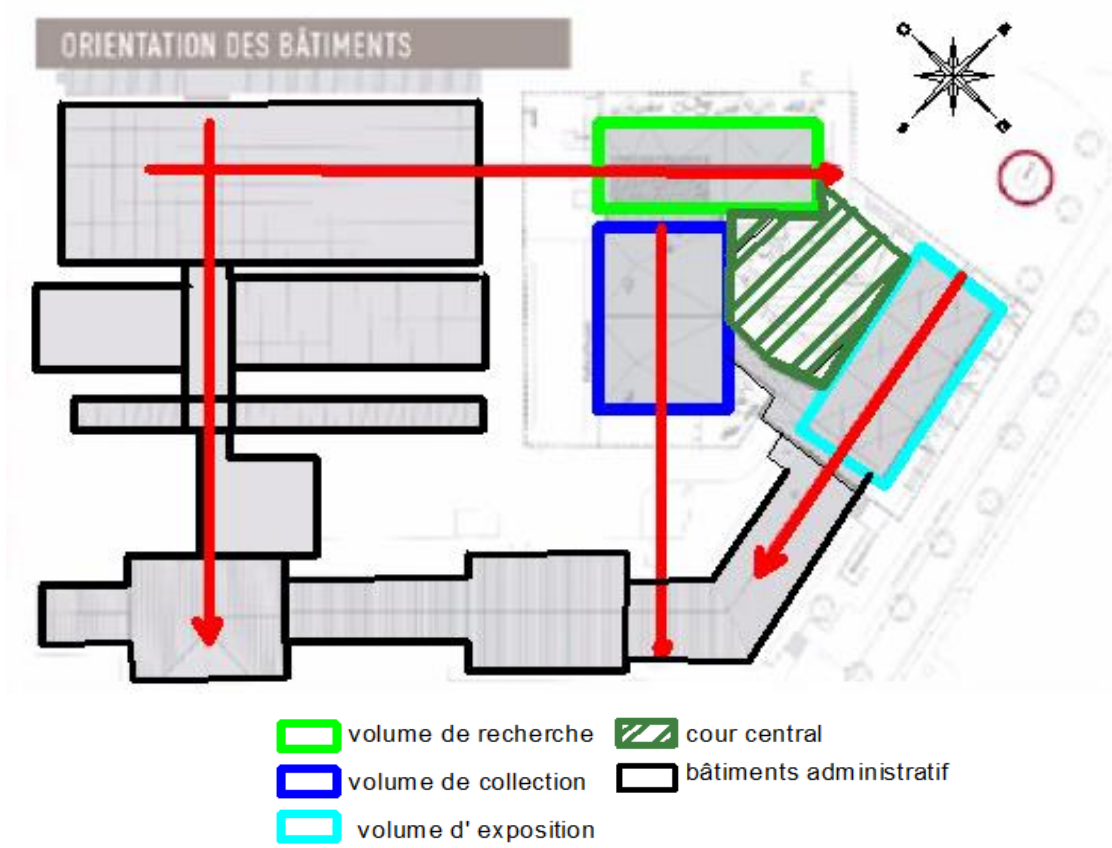 ORIENTATION DES BÂTIMENTS
volume de recherche
cour central
volume de collection
bâtiments administratif
volume d' exposition